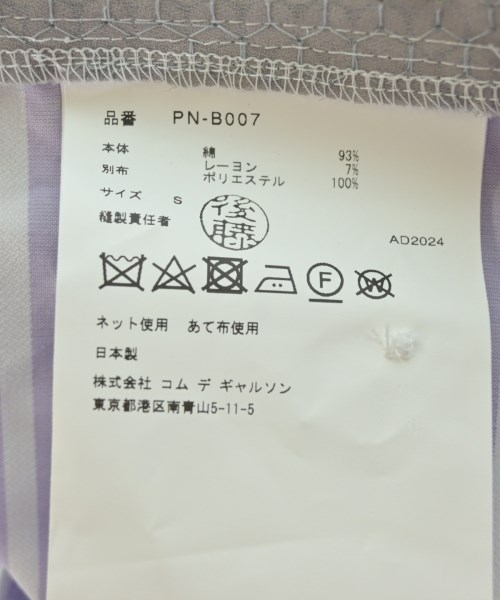 品番 PN-B007
本体 綿 93%
レーヨン 7%
別布 ポリエステル 100%
サイズ S
縫製責任者 後藤
AD2024
F W
ネット使用 あて布使用
日本製
株式会社 コム デ ギャルソン
東京都港区南青山5-11-5